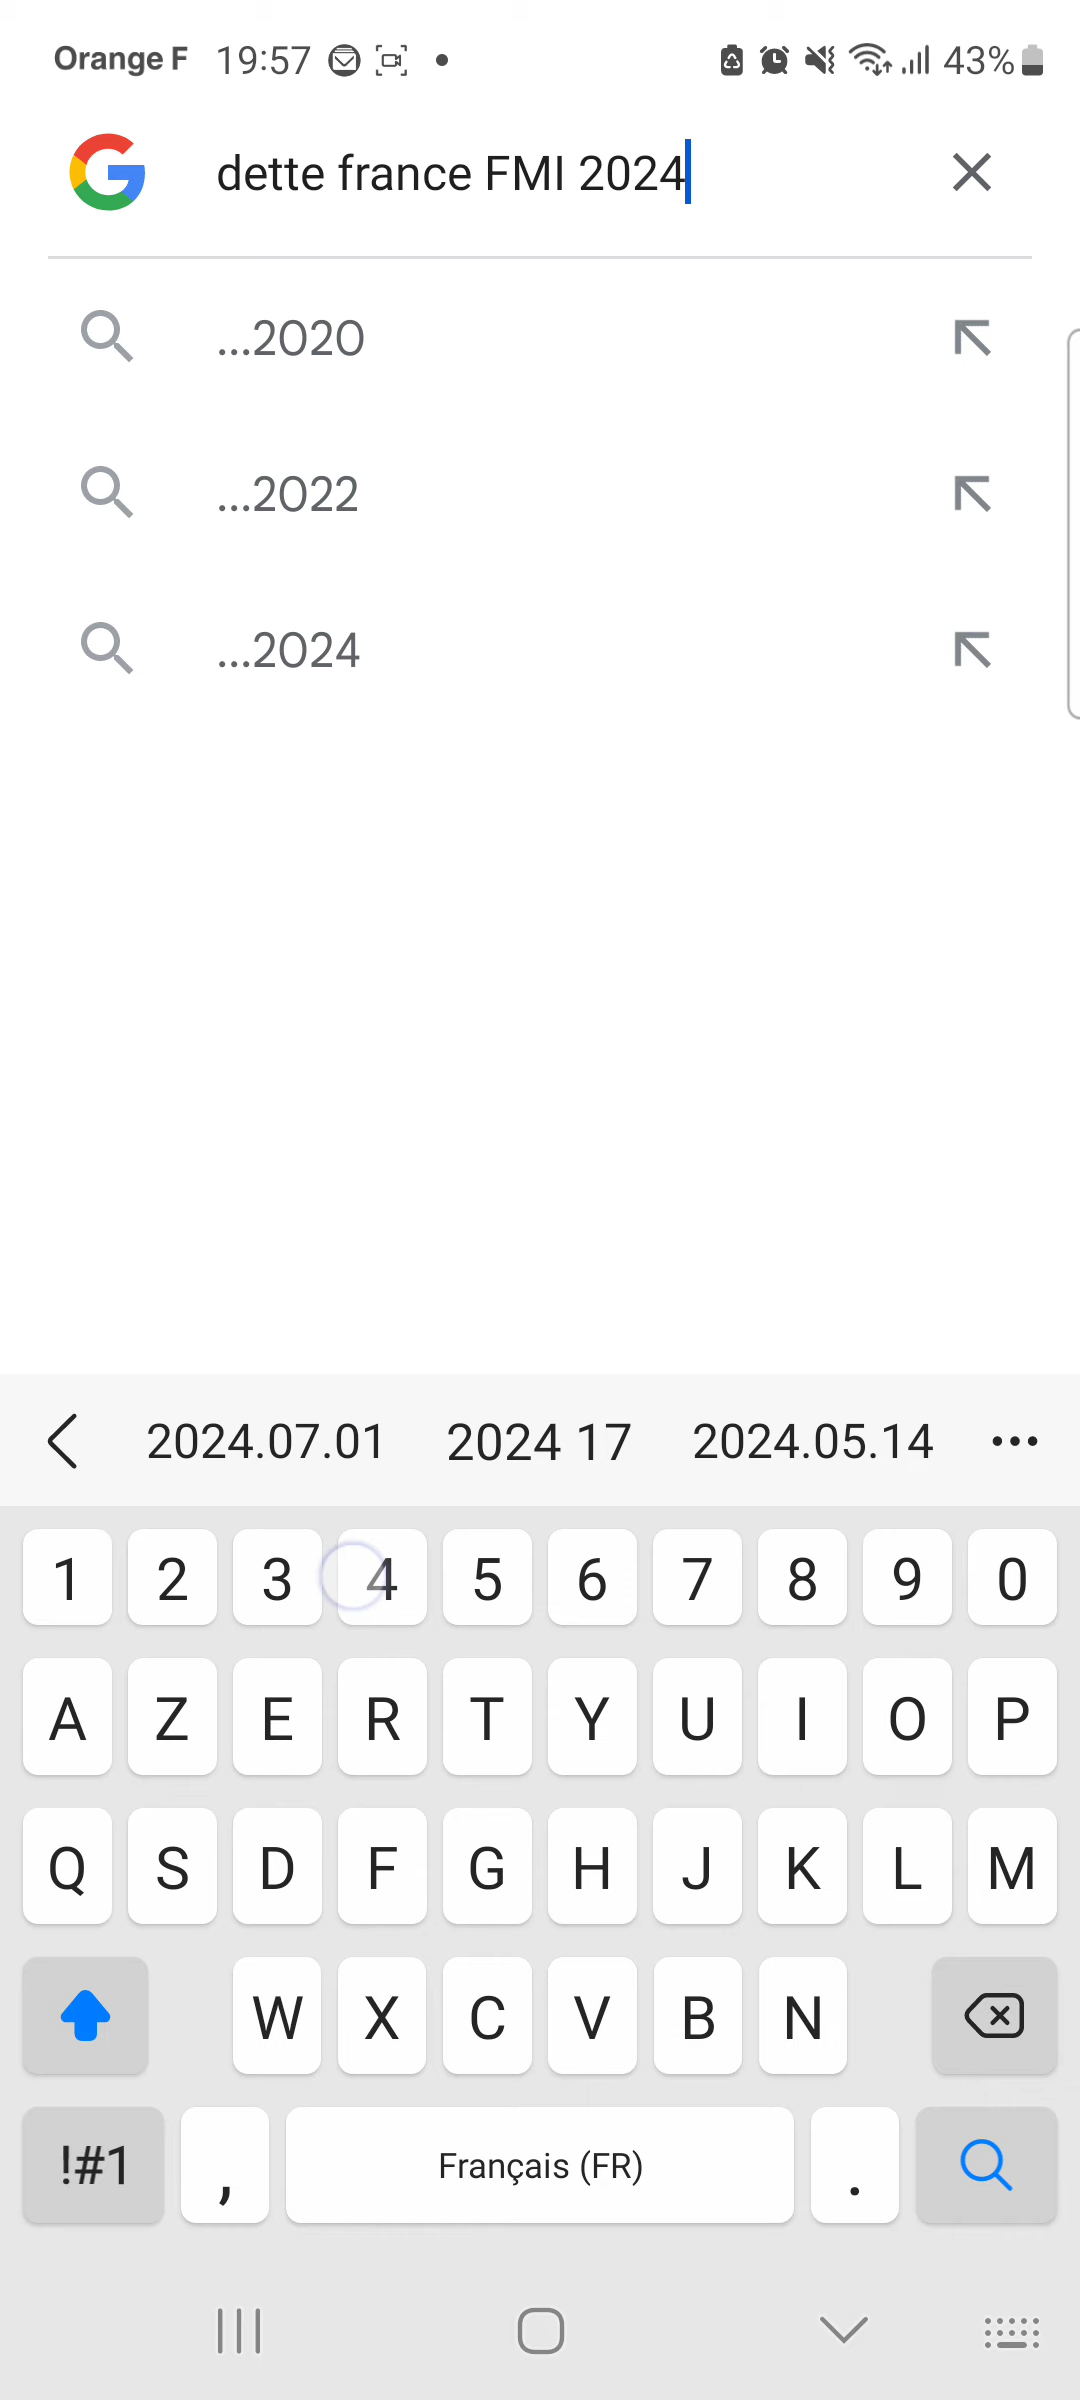 Orange F 19:57 43%
dette france FMI 2024
...2020
...2022
...2024
2024.07.01 2024 17 2024.05.14 ...
1 2 3 4 5 6 7 8 9 0
A Z E R T Y U I O P
Q S D F G H J K L M
W X C V B N
!#1 , Français (FR) .